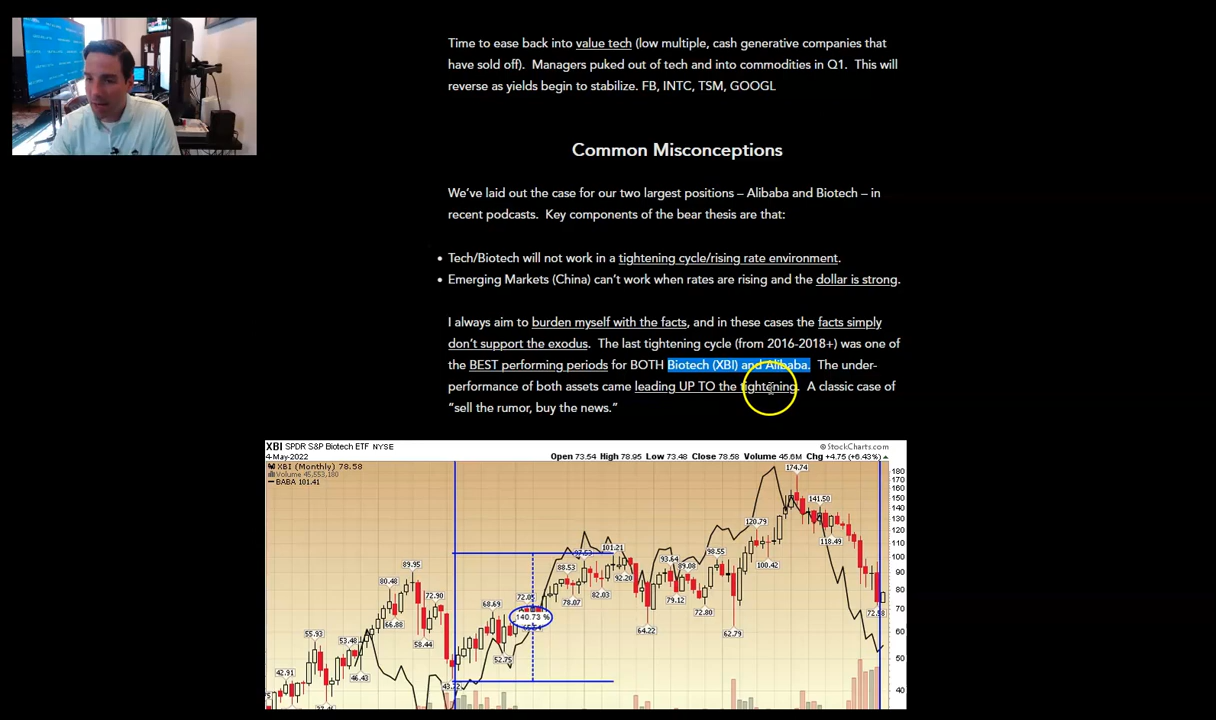 Time to ease back into value tech (low multiple, cash generative companies that
have sold off).  Managers puked out of tech and into commodities in Q1.  This will
reverse as yields begin to stabilize. FB, INTC, TSM, GOOGL
Common Misconceptions
We've laid out the case for our two largest positions – Alibaba and Biotech – in
recent podcasts.  Key components of the bear thesis are that:
• Tech/Biotech will not work in a tightening cycle/rising rate environment.
• Emerging Markets (China) can't work when rates are rising and the dollar is strong.
I always aim to burden myself with the facts, and in these cases the facts simply
don't support the exodus.  The last tightening cycle (from 2016-2018+) was one of
the BEST performing periods for BOTH Biotech (XBI) and Alibaba.  The under-
performance of both assets came leading UP TO the tightening.  A classic case of
"sell the rumor, buy the news."
XBI SPDR S&P Biotech ETF NYSE
© StockCharts.com
4-May-2022
Open 73.54 High 78.95 Low 73.48 Close 78.58 Volume 45.6M Chg +4.75 (+6.43%)
XBI (Monthly) 78.58
Volume 45,553,180
BABA 101.41
174.74
180
170
160
150
141.50
140
130
120.79
120
118.49
110
101.21
100.42
100
97.53
98.55
93.64
92.20
89.95
90
89.08
88.53
82.03
80.48
80
79.12
78.07
72.90
72.80
72.05
70
68.69
66.88
64.22
62.79
60
140.73 %
58.44
55.93
53.48
52.75
50
46.43
43.22
42.91
40